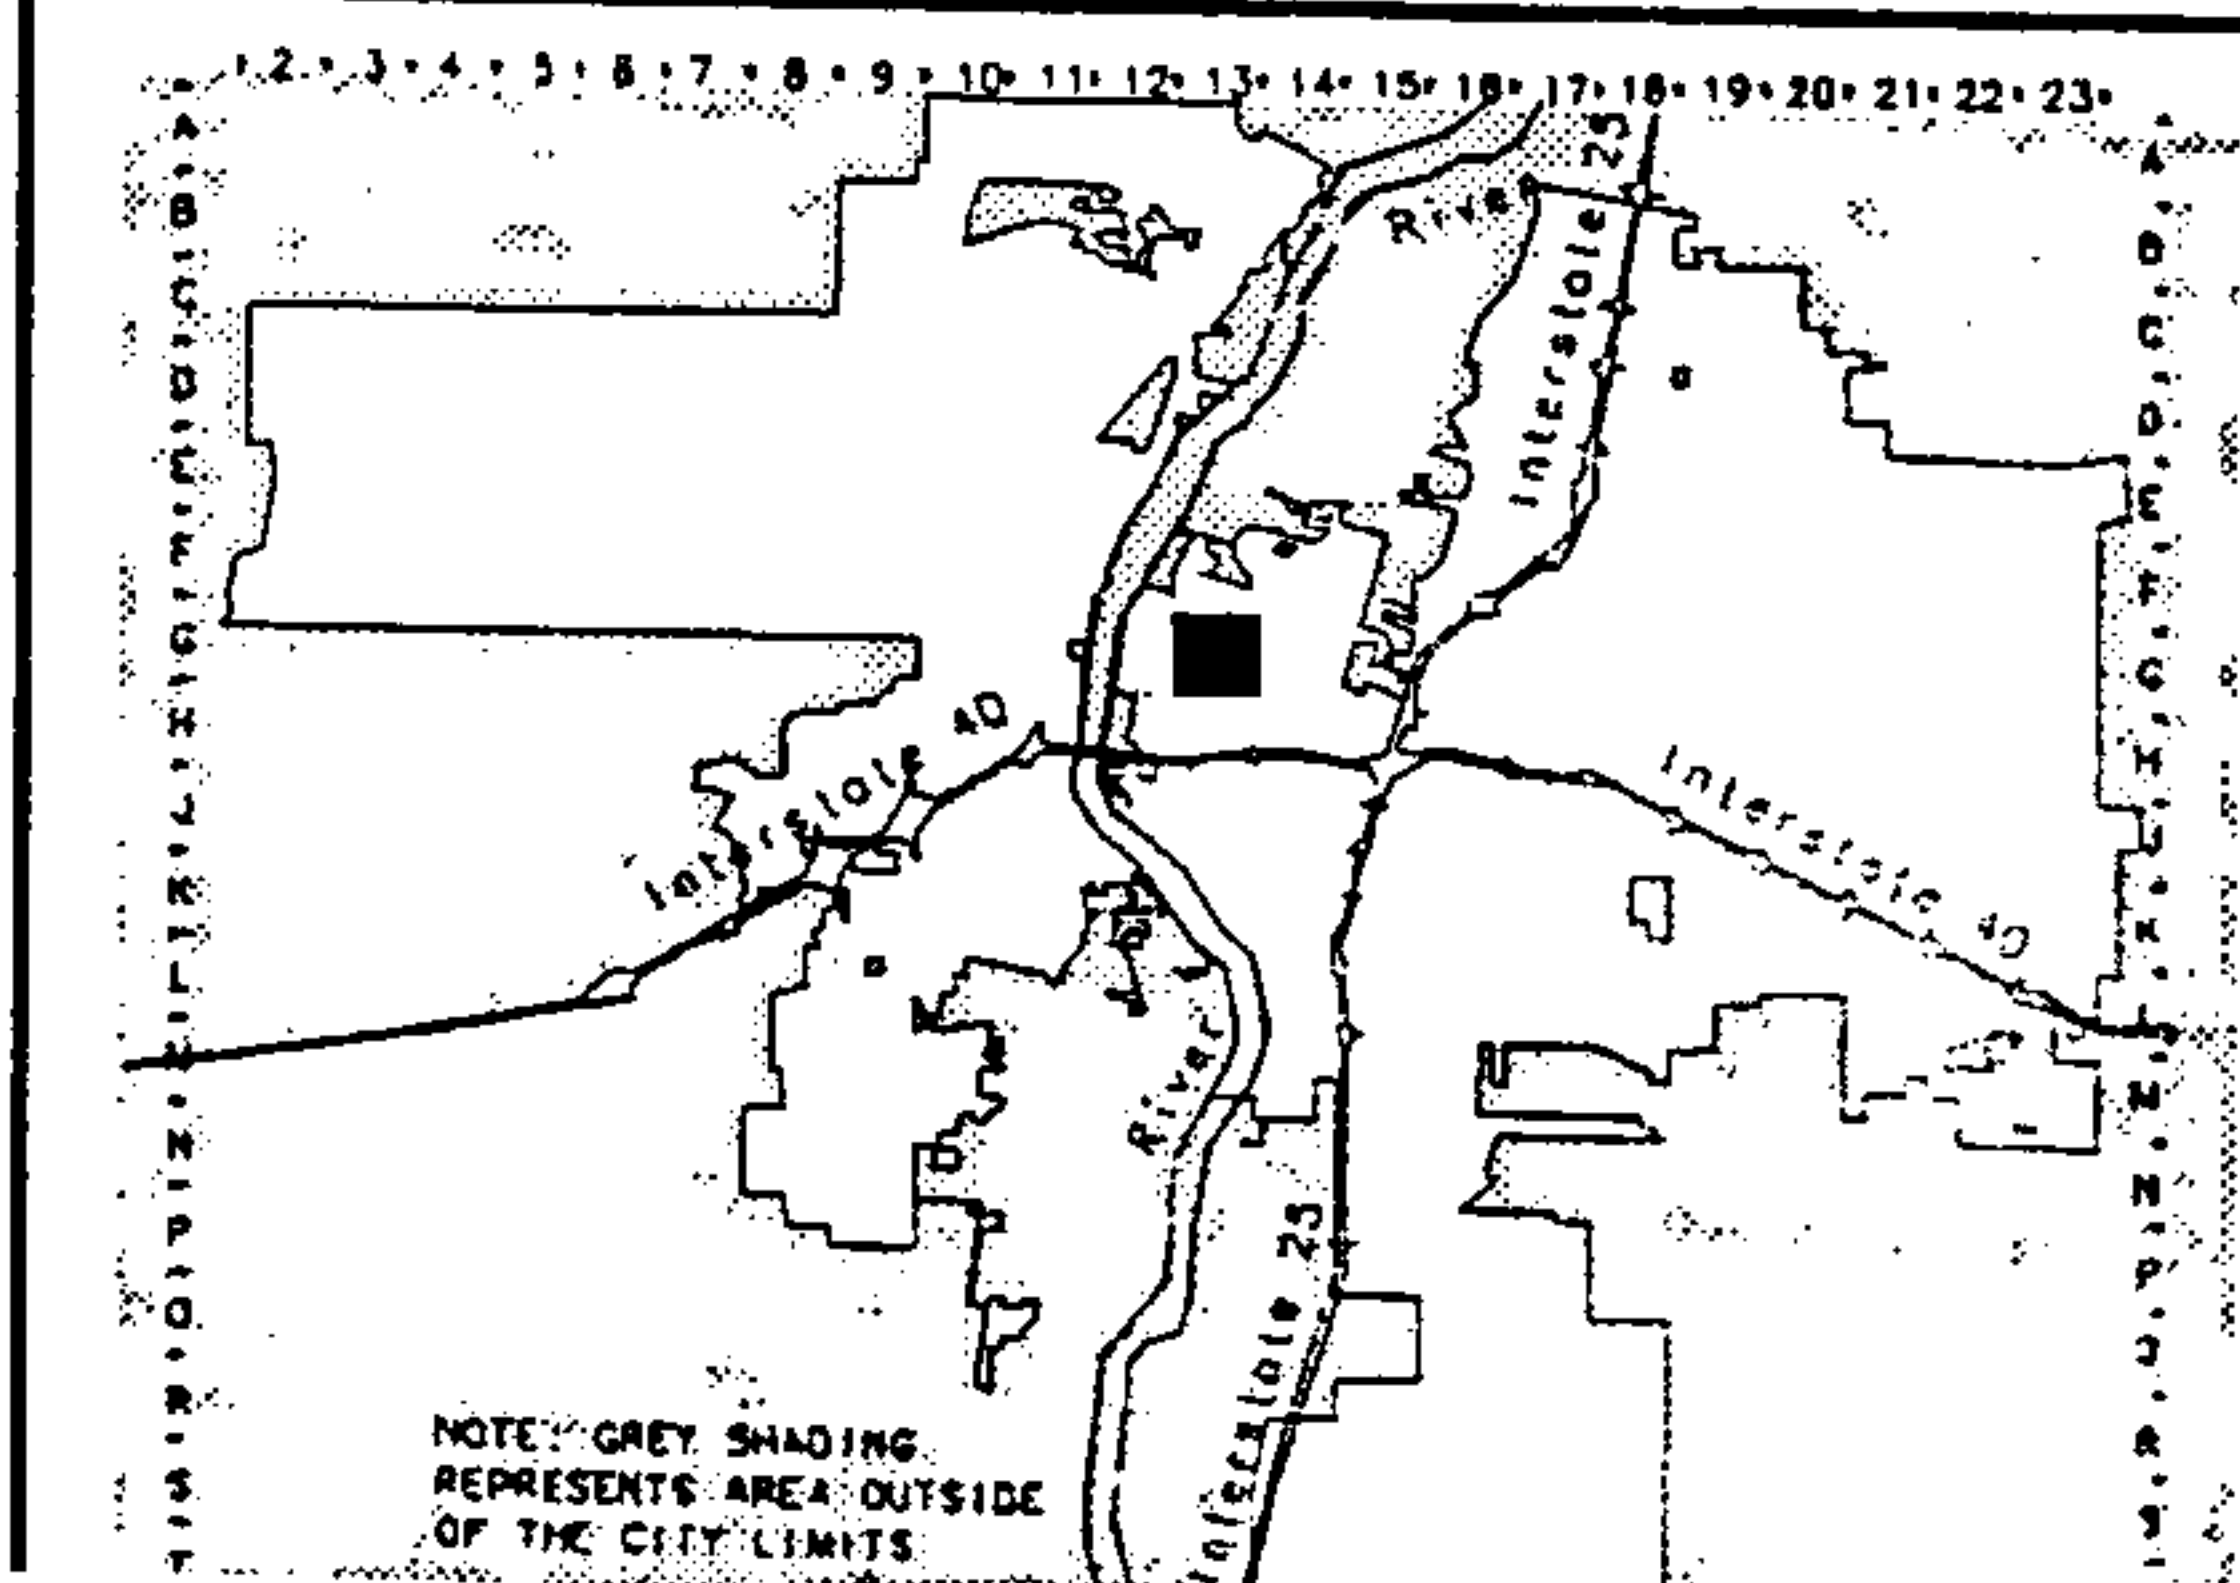 2 3 4 5 6 7 8 9 10 11 12 13 14 15 16 17 18 19 20 21 22 23
A
B
C
D
E
F
G
H
J
K
L
M
N
P
Q
R
S
T
River
Interstate 25
Interstate 40
Interstate 40
River
Interstate 25
A
B
C
D
E
F
G
H
J
K
L
M
N
P
Q
R
S
NOTE: GREY SHADING
REPRESENTS AREA OUTSIDE
OF THE CITY LIMITS